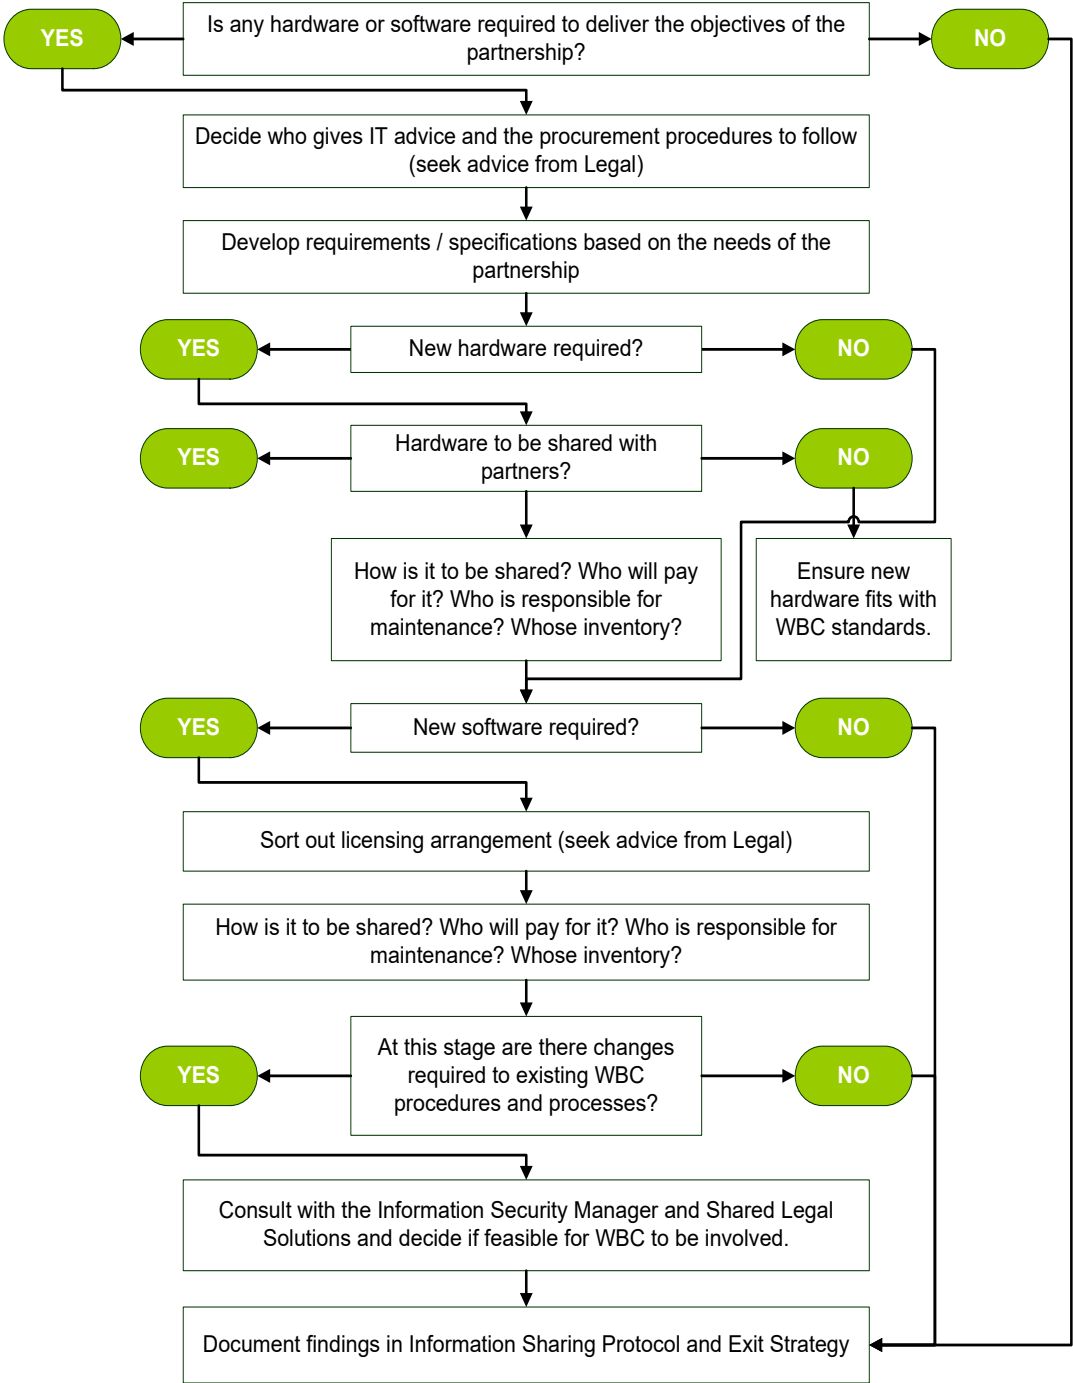 YES
Is any hardware or software required to deliver the objectives of the
partnership?
NO
Decide who gives IT advice and the procurement procedures to follow
(seek advice from Legal)
Develop requirements / specifications based on the needs of the
partnership
YES
New hardware required?
NO
YES
Hardware to be shared with
partners?
NO
How is it to be shared? Who will pay
for it? Who is responsible for
maintenance? Whose inventory?
Ensure new
hardware fits with
WBC standards.
YES
New software required?
NO
Sort out licensing arrangement (seek advice from Legal)
How is it to be shared? Who will pay for it? Who is responsible for
maintenance? Whose inventory?
YES
At this stage are there changes
required to existing WBC
procedures and processes?
NO
Consult with the Information Security Manager and Shared Legal
Solutions and decide if feasible for WBC to be involved.
Document findings in Information Sharing Protocol and Exit Strategy